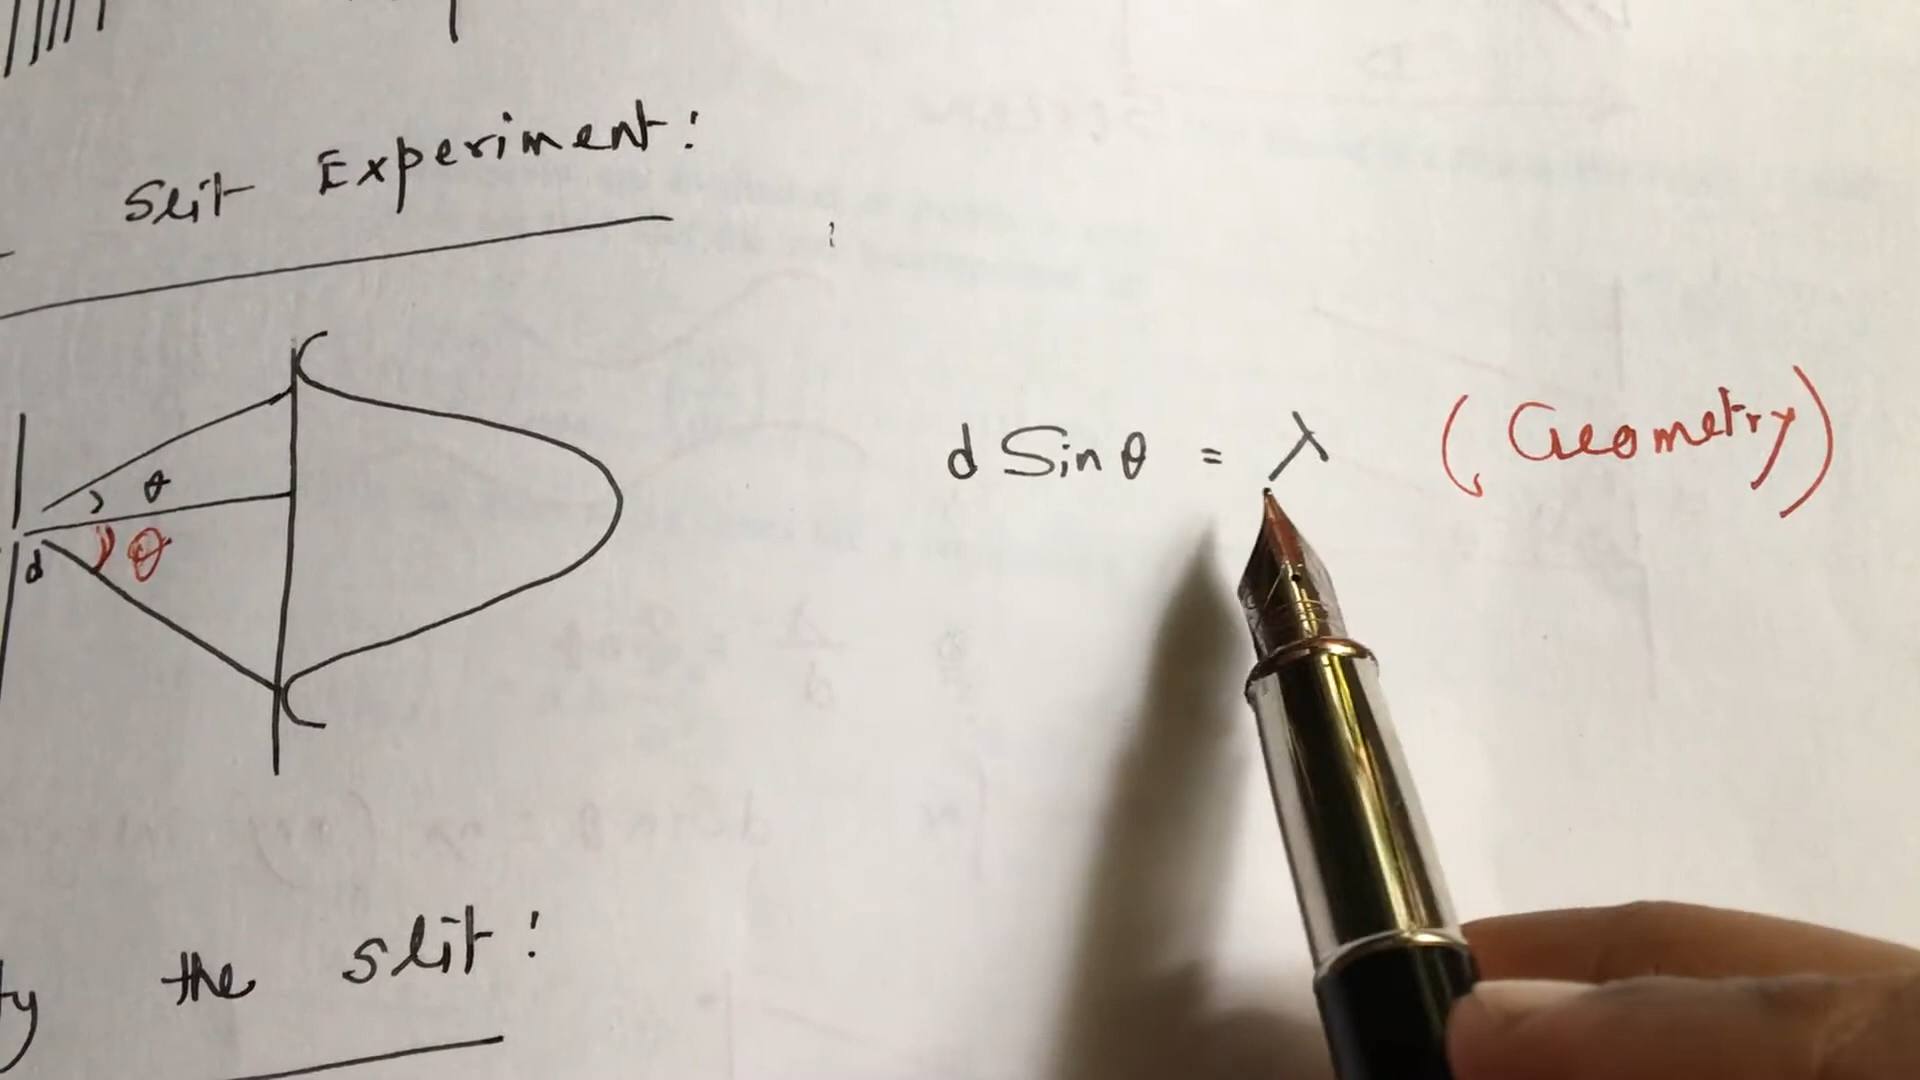 Slit Experiment:
θ
θ
d
d Sin θ = λ (Geometry)
the slit: